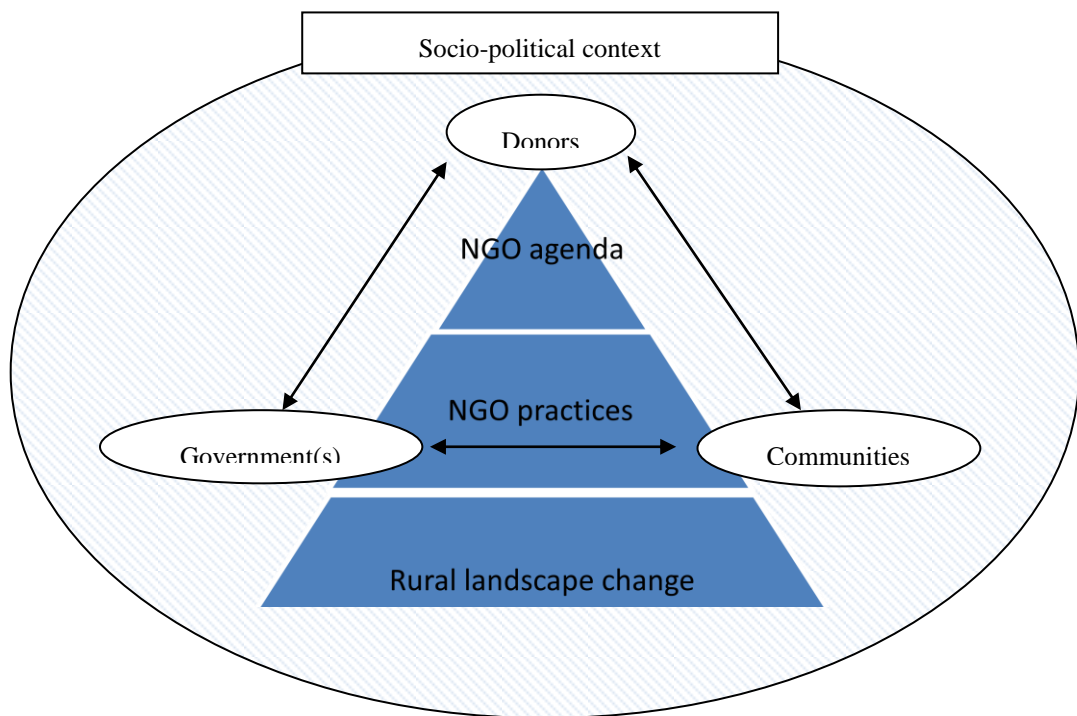 Socio-political context
Donors
NGO agenda
NGO practices
Government(s)
Communities
Rural landscape change